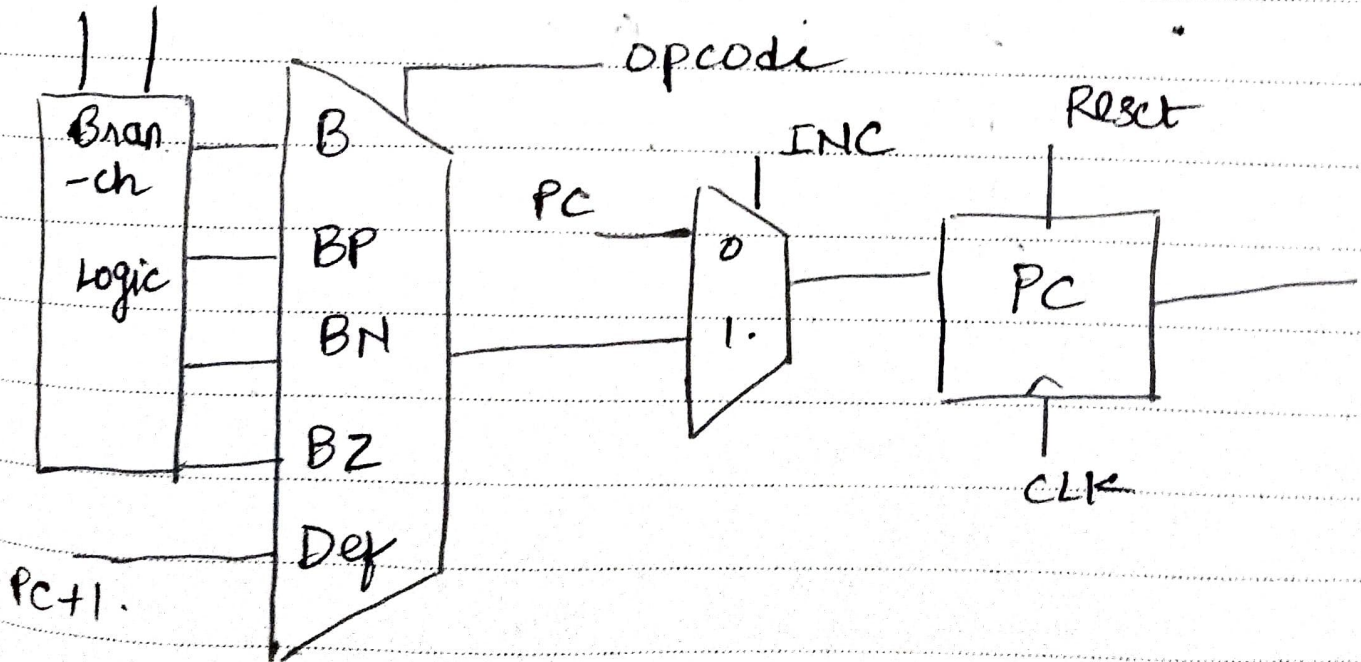 opcode
Bran
-ch
Logic
B
BP
BN
BZ
Def
PC+1.
INC
PC
0
1.
Reset
PC
CLK